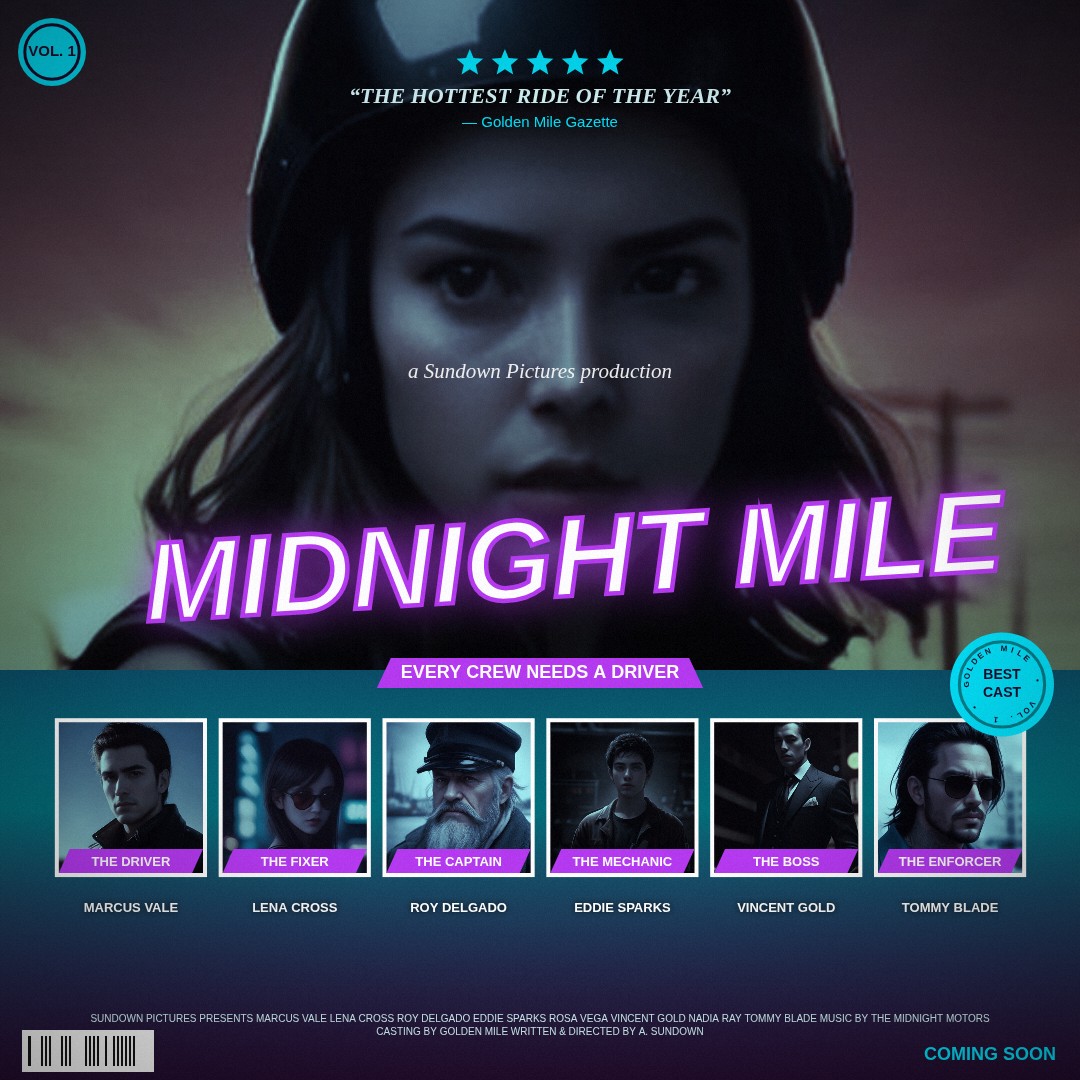 VOL. 1
“THE HOTTEST RIDE OF THE YEAR”
— Golden Mile Gazette
a Sundown Pictures production
MIDNIGHT MILE
EVERY CREW NEEDS A DRIVER
GOLDEN MILE • VOL. 1 •
BEST
CAST
THE DRIVER
THE FIXER
THE CAPTAIN
THE MECHANIC
THE BOSS
THE ENFORCER
MARCUS VALE
LENA CROSS
ROY DELGADO
EDDIE SPARKS
VINCENT GOLD
TOMMY BLADE
SUNDOWN PICTURES PRESENTS MARCUS VALE LENA CROSS ROY DELGADO EDDIE SPARKS ROSA VEGA VINCENT GOLD NADIA RAY TOMMY BLADE MUSIC BY THE MIDNIGHT MOTORS
CASTING BY GOLDEN MILE WRITTEN & DIRECTED BY A. SUNDOWN
COMING SOON